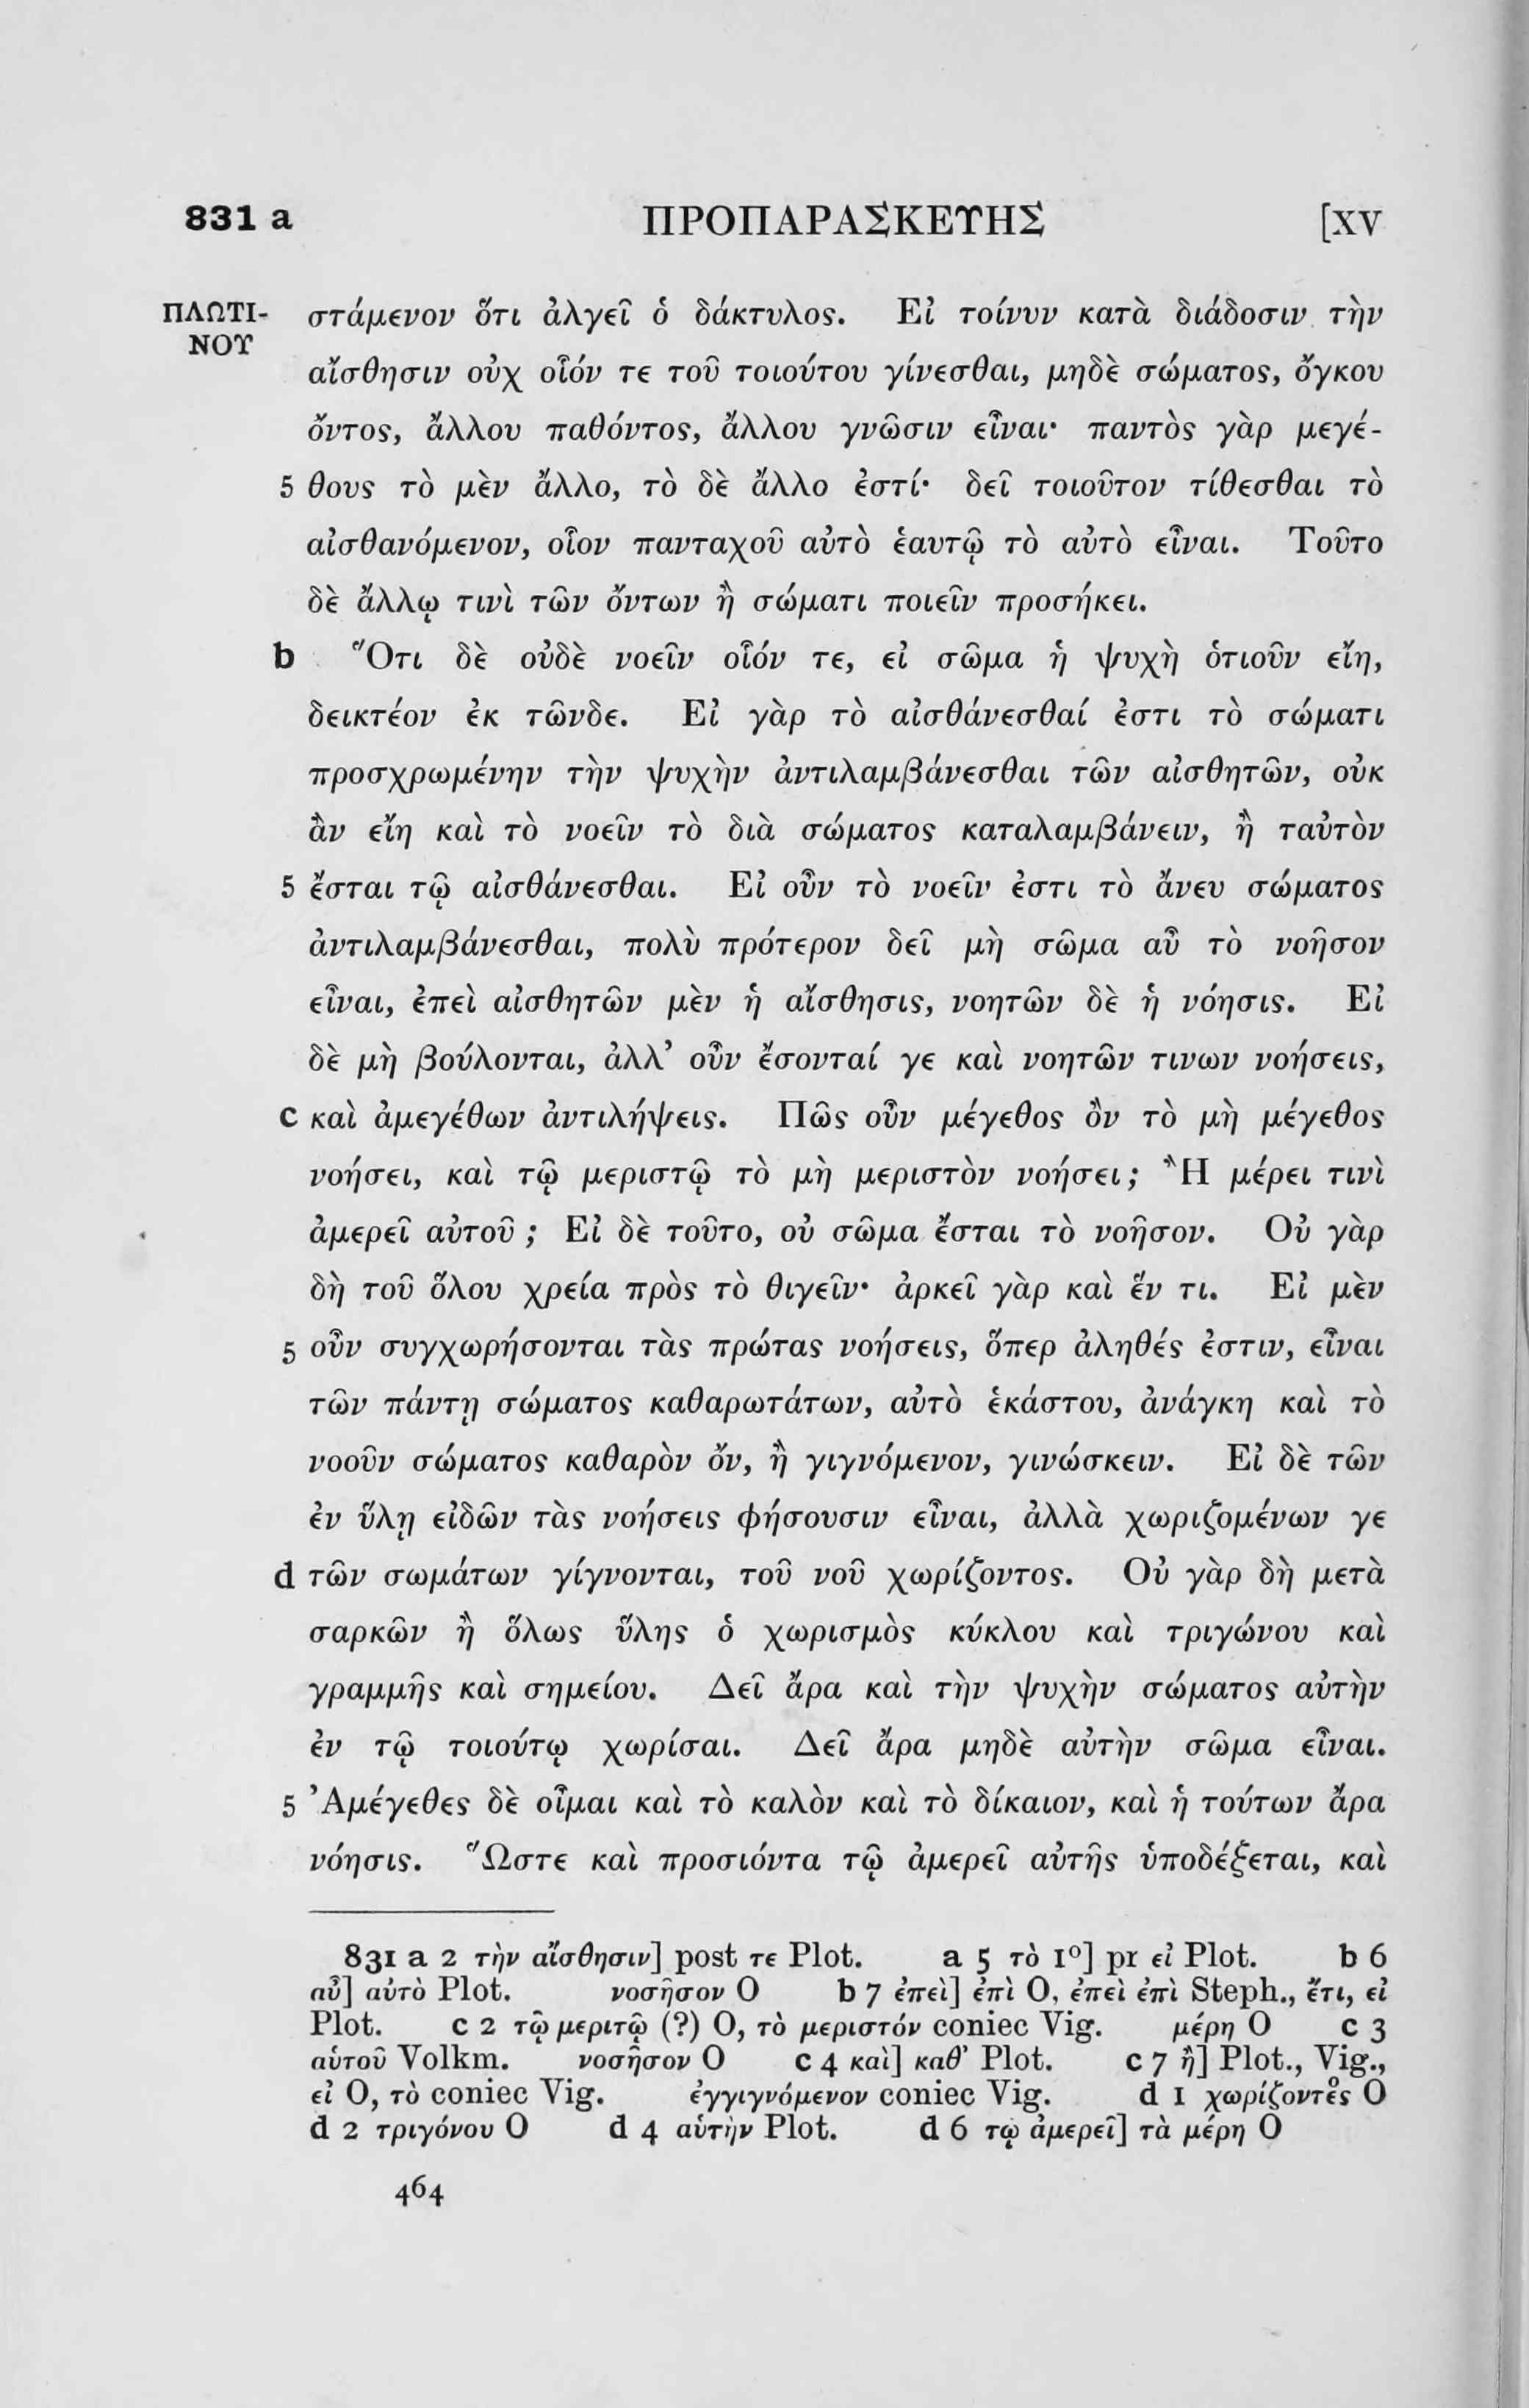 831 a ΠΡΟΠΑΡΑΣΚΕΥΗΣ [XV
ΠΛΩΤΙ- στάμενον ὅτι ἀλγεῖ ὁ δάκτυλος. Εἰ τοίνυν κατὰ διάδοσιν τὴν
ΝΟΥ
αἴσθησιν οὐχ οἷόν τε τοῦ τοιούτου γίνεσθαι, μηδὲ σώματος, ὄγκου
ὄντος, ἄλλου παθόντος, ἄλλου γνῶσιν εἶναι· παντὸς γὰρ μεγέ-
5 θους τὸ μὲν ἄλλο, τὸ δὲ ἄλλο ἐστί· δεῖ τοιοῦτον τίθεσθαι τὸ
αἰσθανόμενον, οἷον πανταχοῦ αὐτὸ ἑαυτῷ τὸ αὐτὸ εἶναι. Τοῦτο
δὲ ἄλλῳ τινὶ τῶν ὄντων ἢ σώματι ποιεῖν προσήκει.
b Ὅτι δὲ οὐδὲ νοεῖν οἷόν τε, εἰ σῶμα ἡ ψυχὴ ὁτιοῦν εἴη,
δεικτέον ἐκ τῶνδε. Εἰ γὰρ τὸ αἰσθάνεσθαί ἐστι τὸ σώματι
προσχρωμένην τὴν ψυχὴν ἀντιλαμβάνεσθαι τῶν αἰσθητῶν, οὐκ
ἂν εἴη καὶ τὸ νοεῖν τὸ διὰ σώματος καταλαμβάνειν, ἢ ταὐτὸν
5 ἔσται τῷ αἰσθάνεσθαι. Εἰ οὖν τὸ νοεῖν ἐστι τὸ ἄνευ σώματος
ἀντιλαμβάνεσθαι, πολὺ πρότερον δεῖ μὴ σῶμα αὖ τὸ νοῆσον
εἶναι, ἐπεὶ αἰσθητῶν μὲν ἡ αἴσθησις, νοητῶν δὲ ἡ νόησις. Εἰ
δὲ μὴ βούλονται, ἀλλ' οὖν ἔσονταί γε καὶ νοητῶν τινων νοήσεις,
c καὶ ἀμεγέθων ἀντιλήψεις. Πῶς οὖν μέγεθος ὂν τὸ μὴ μέγεθος
νοήσει, καὶ τῷ μεριστῷ τὸ μὴ μεριστὸν νοήσει; Ἢ μέρει τινὶ
ἀμερεῖ αὐτοῦ; Εἰ δὲ τοῦτο, οὐ σῶμα ἔσται τὸ νοῆσον. Οὐ γὰρ
δὴ τοῦ ὅλου χρεία πρὸς τὸ θιγεῖν· ἀρκεῖ γὰρ καὶ ἕν τι. Εἰ μὲν
5 οὖν συγχωρήσονται τὰς πρώτας νοήσεις, ὅπερ ἀληθές ἐστιν, εἶναι
τῶν πάντῃ σώματος καθαρωτάτων, αὐτὸ ἑκάστου, ἀνάγκη καὶ τὸ
νοοῦν σώματος καθαρὸν ὄν, ἢ γιγνόμενον, γινώσκειν. Εἰ δὲ τῶν
ἐν ὕλῃ εἰδῶν τὰς νοήσεις φήσουσιν εἶναι, ἀλλὰ χωριζομένων γε
d τῶν σωμάτων γίγνονται, τοῦ νοῦ χωρίζοντος. Οὐ γὰρ δὴ μετὰ
σαρκῶν ἢ ὅλως ὕλης ὁ χωρισμὸς κύκλου καὶ τριγώνου καὶ
γραμμῆς καὶ σημείου. Δεῖ ἄρα καὶ τὴν ψυχὴν σώματος αὐτὴν
ἐν τῷ τοιούτῳ χωρίσαι. Δεῖ ἄρα μηδὲ αὐτὴν σῶμα εἶναι.
5 Ἀμέγεθες δὲ οἶμαι καὶ τὸ καλὸν καὶ τὸ δίκαιον, καὶ ἡ τούτων ἄρα
νόησις. Ὥστε καὶ προσιόντα τῷ ἀμερεῖ αὐτῆς ὑποδέξεται, καὶ
831 a 2 τὴν αἴσθησιν] post τε Plot. a 5 τὸ 1º] pr εἰ Plot. b 6
αὖ] αὐτὸ Plot. νοσῆσον O b 7 ἐπεὶ] ἐπὶ O, ἐπεὶ ἐπὶ Steph., ἔτι, εἰ
Plot. c 2 τῷ μεριτῷ (?) O, τὸ μεριστόν coniec Vig. μέρη O c 3
αὑτοῦ Volkm. νοσῆσον O c 4 καὶ] καθ' Plot. c 7 ἢ] Plot., Vig.,
εἰ O, τὸ coniec Vig. ἐγγιγνόμενον coniec Vig. d 1 χωρίζοντος O
d 2 τριγόνου O d 4 αὑτὴν Plot. d 6 τῳ ἀμερεῖ] τὰ μέρη O
464